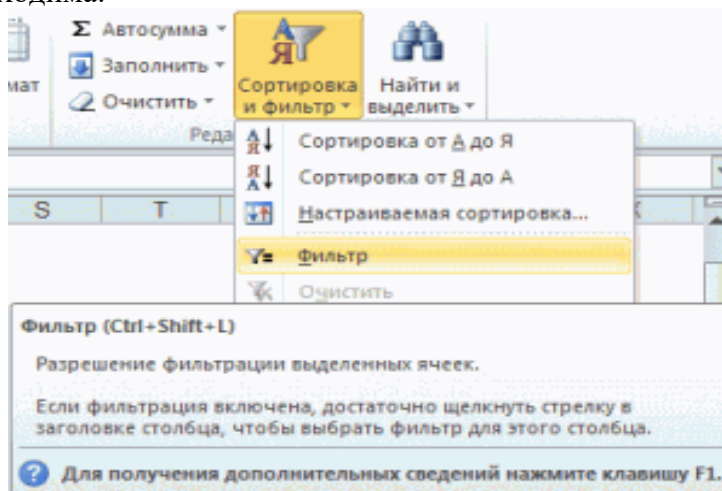 Σ Автосумма
Заполнить
Очистить
мат
Сортировка
и фильтр
Найти и
выделить
Реда
Сортировка от А до Я
Сортировка от Я до А
Настраиваемая сортировка...
Фильтр
Очистить
S T
Фильтр (Ctrl+Shift+L)
Разрешение фильтрации выделенных ячеек.
Если фильтрация включена, достаточно щелкнуть стрелку в
заголовке столбца, чтобы выбрать фильтр для этого столбца.
Для получения дополнительных сведений нажмите клавишу F1.